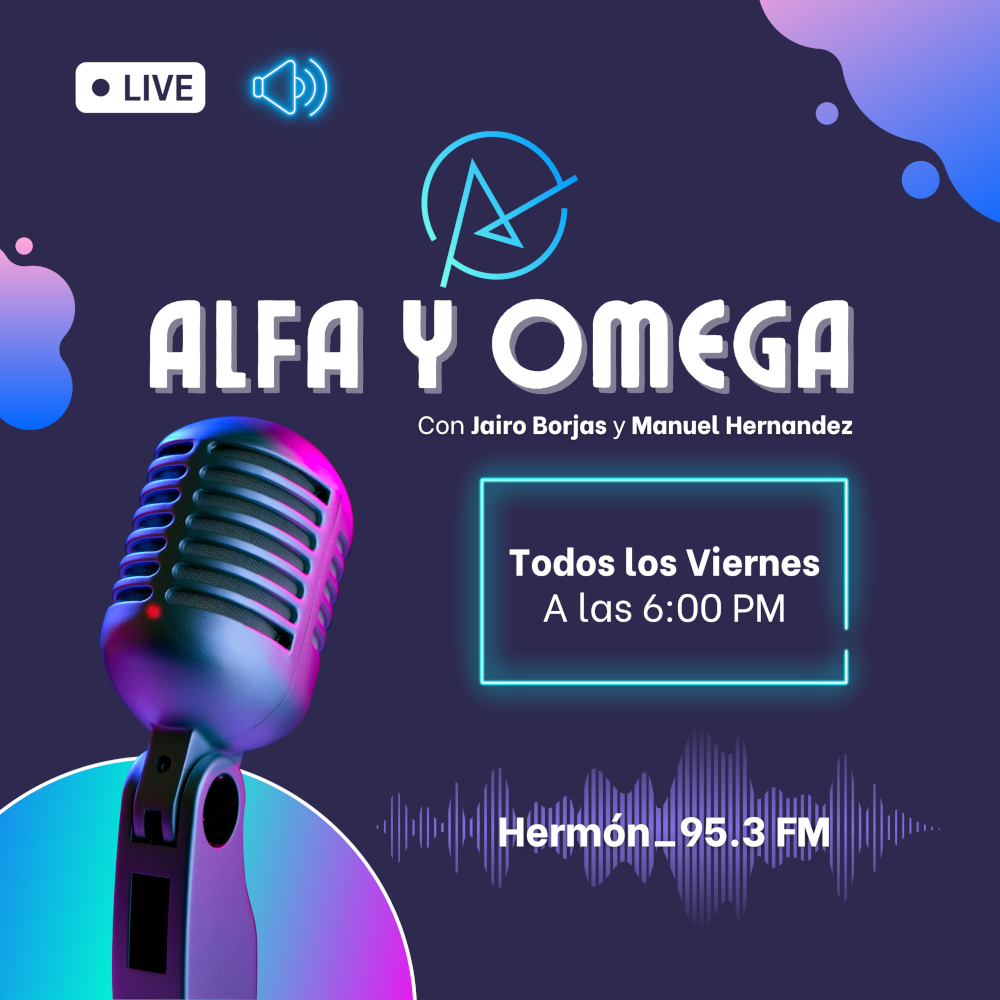 LIVE
ALFA Y OMEGA
Con Jairo Borjas y Manuel Hernandez
Todos los Viernes
A las 6:00 PM
Hermón_95.3 FM